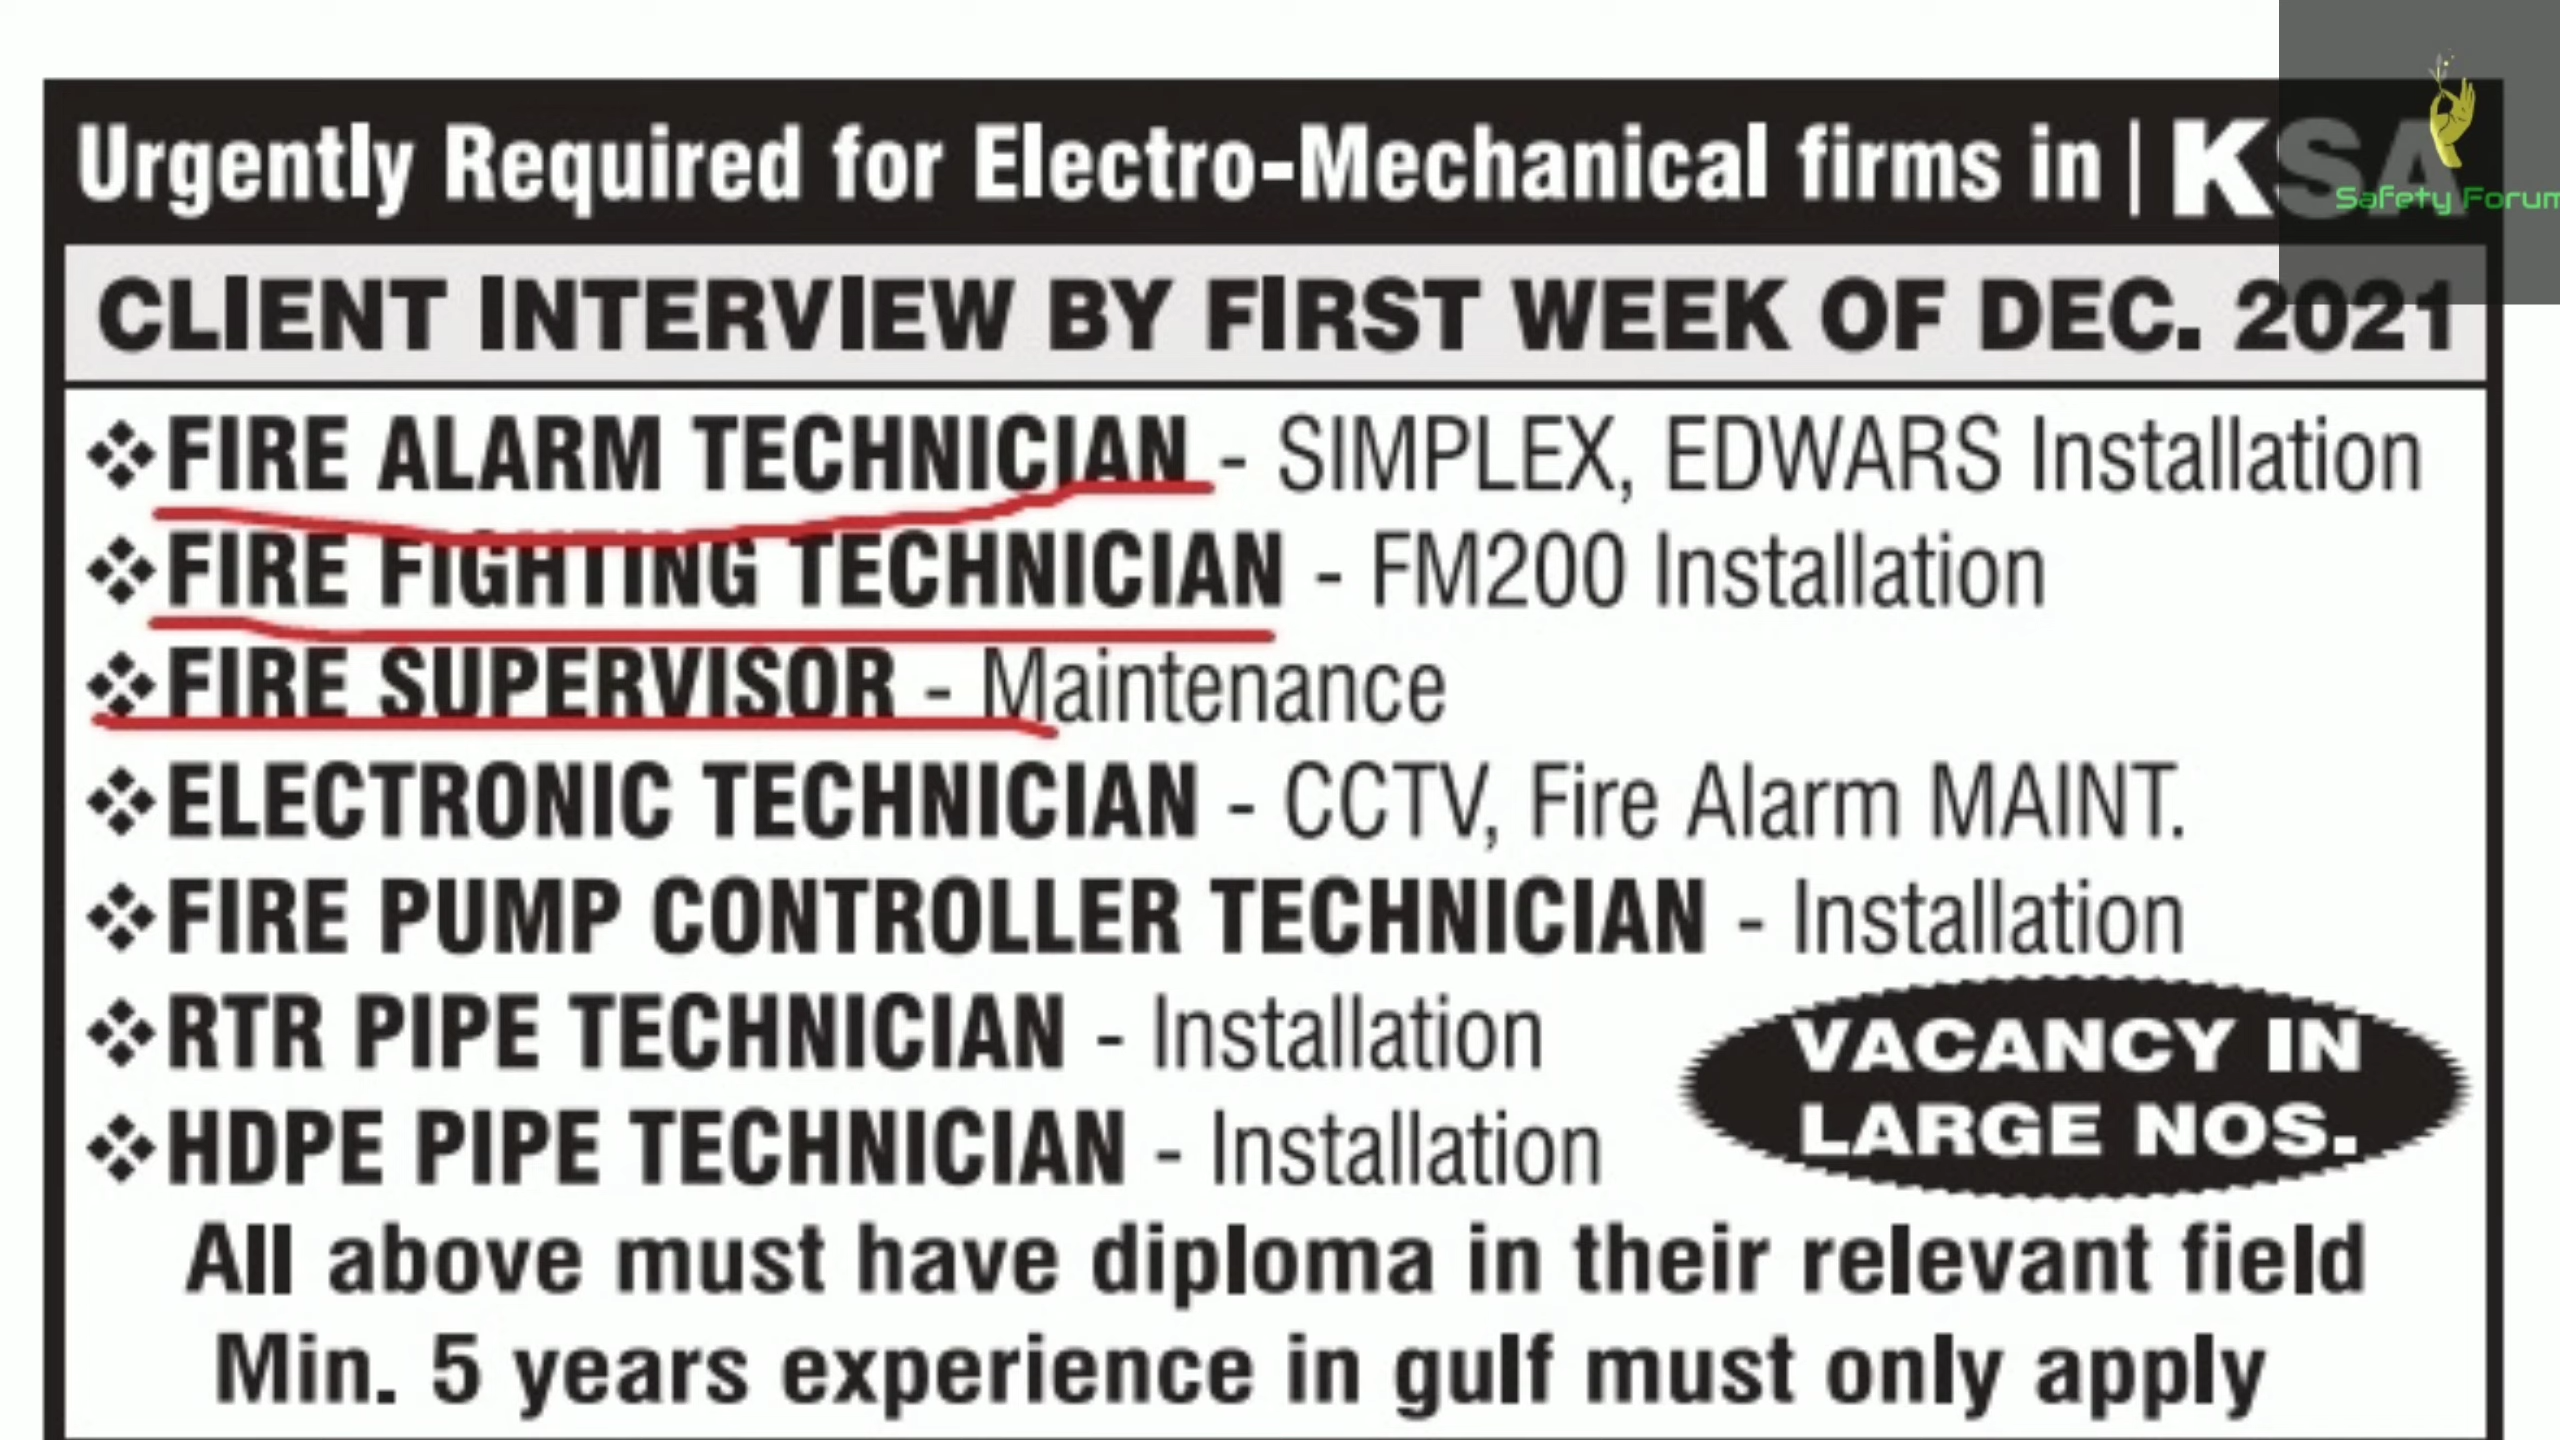 Urgently Required for Electro-Mechanical firms in | KSA
Safety Forum
CLIENT INTERVIEW BY FIRST WEEK OF DEC. 2021
❖ FIRE ALARM TECHNICIAN - SIMPLEX, EDWARS Installation
❖ FIRE FIGHTING TECHNICIAN - FM200 Installation
❖ FIRE SUPERVISOR - Maintenance
❖ ELECTRONIC TECHNICIAN - CCTV, Fire Alarm MAINT.
❖ FIRE PUMP CONTROLLER TECHNICIAN - Installation
❖ RTR PIPE TECHNICIAN - Installation
❖ HDPE PIPE TECHNICIAN - Installation
VACANCY IN
LARGE NOS.
All above must have diploma in their relevant field
Min. 5 years experience in gulf must only apply